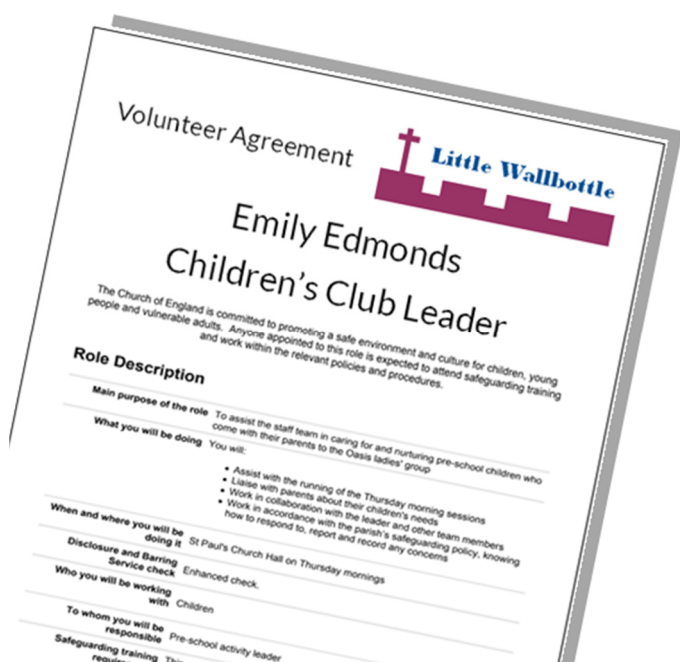 Volunteer Agreement
Little Wallbottle
Emily Edmonds
Children's Club Leader
The Church of England is committed to promoting a safe environment and culture for children, young
people and vulnerable adults. Anyone appointed to this role is expected to attend safeguarding training
and work within the relevant policies and procedures.
Role Description
Main purpose of the role To assist the staff team in caring for and nurturing pre-school children who
come with their parents to the Oasis ladies' group
What you will be doing You will:
• Assist with the running of the Thursday morning sessions
• Liaise with parents about their children's needs
• Work in collaboration with the leader and other team members
• Work in accordance with the parish's safeguarding policy, knowing
how to respond to, report and record any concerns
When and where you will be
doing it St Paul's Church Hall on Thursday mornings
Disclosure and Barring
Service check Enhanced check.
Who you will be working
with Children
To whom you will be
responsible Pre-school activity leader
Safeguarding training